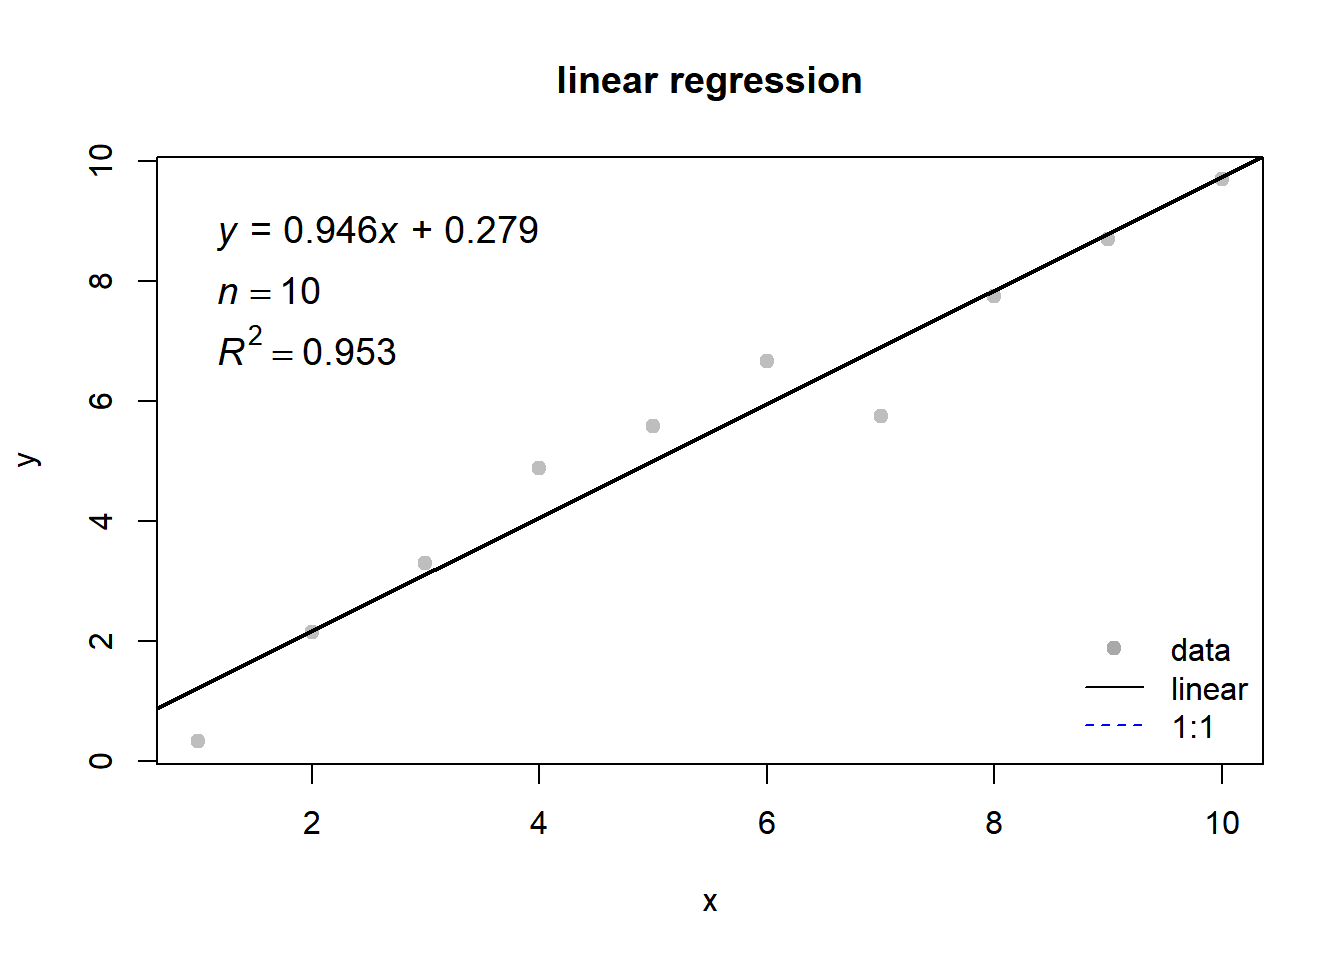 linear regression
y = 0.946x + 0.279
n = 10
R² = 0.953
10
8
6
4
2
0
y
data
linear
1:1
2 4 6 8 10
x